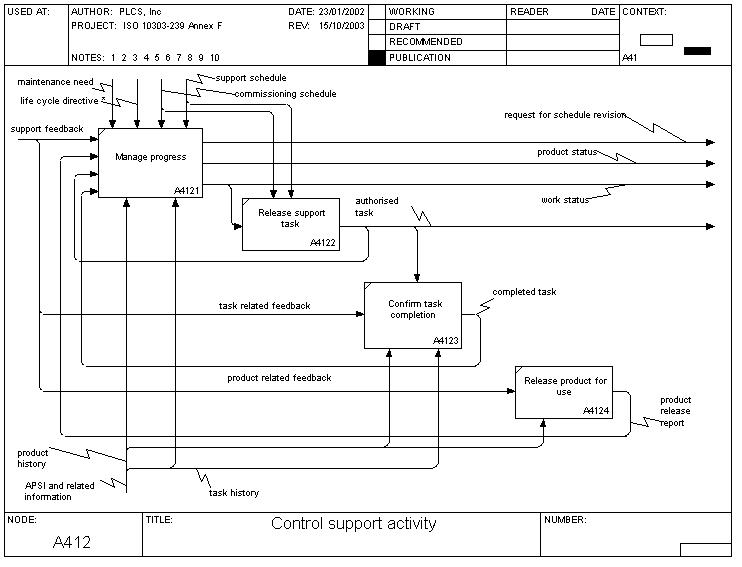 USED AT:
AUTHOR: PLCS, Inc
DATE: 23/01/2002
PROJECT: ISO 10303-239 Annex F
REV: 15/10/2003
NOTES: 1 2 3 4 5 6 7 8 9 10
WORKING
DRAFT
RECOMMENDED
PUBLICATION
READER
DATE
CONTEXT:
A41
maintenance need
support schedule
life cycle directive
commissioning schedule
support feedback
request for schedule revision
Manage progress
A4121
product status
work status
authorised
task
Release support
task
A4122
task related feedback
completed task
Confirm task
completion
A4123
product related feedback
Release product for
use
A4124
product
release
report
product
history
APSI and related
information
task history
NODE:
A412
TITLE:
Control support activity
NUMBER: